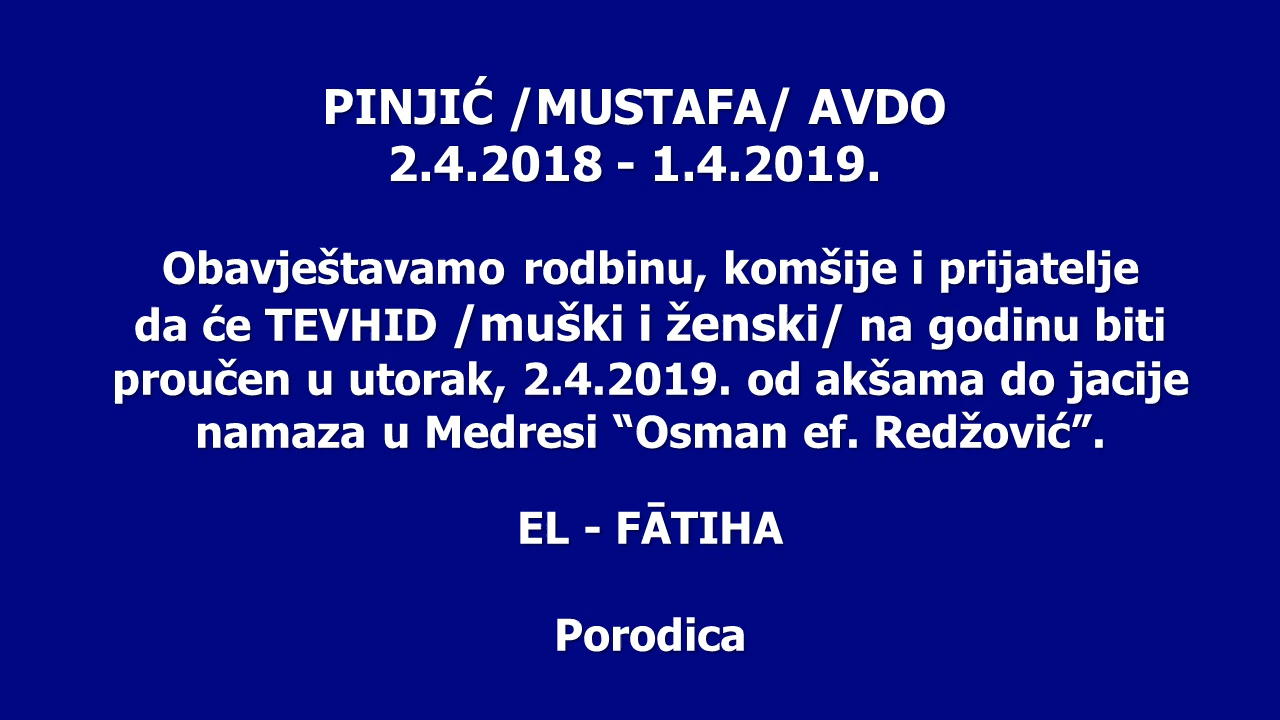 PINJIĆ /MUSTAFA/ AVDO
2.4.2018 - 1.4.2019.
Obavještavamo rodbinu, komšije i prijatelje
da će TEVHID /muški i ženski/ na godinu biti
proučen u utorak, 2.4.2019. od akšama do jacije
namaza u Medresi “Osman ef. Redžović”.
EL - FĀTIHA
Porodica